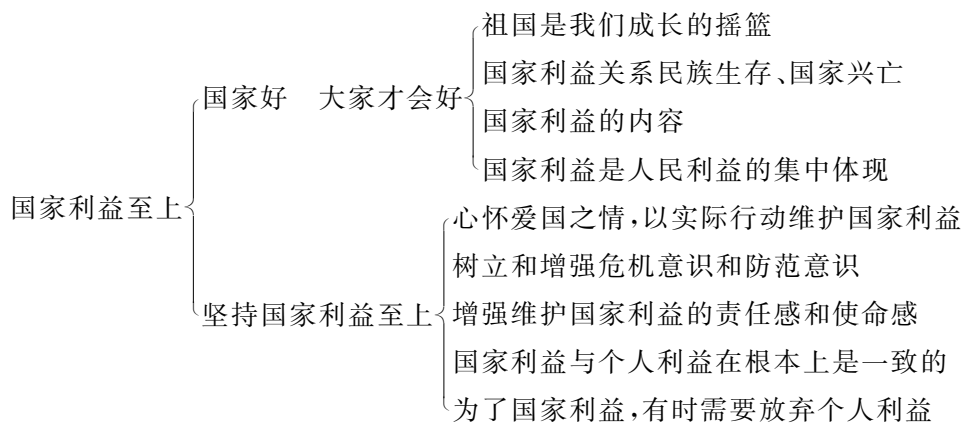 国家利益至上
国家好 大家才会好
祖国是我们成长的摇篮
国家利益关系民族生存、国家兴亡
国家利益的内容
国家利益是人民利益的集中体现
坚持国家利益至上
心怀爱国之情,以实际行动维护国家利益
树立和增强危机意识和防范意识
增强维护国家利益的责任感和使命感
国家利益与个人利益在根本上是一致的
为了国家利益,有时需要放弃个人利益